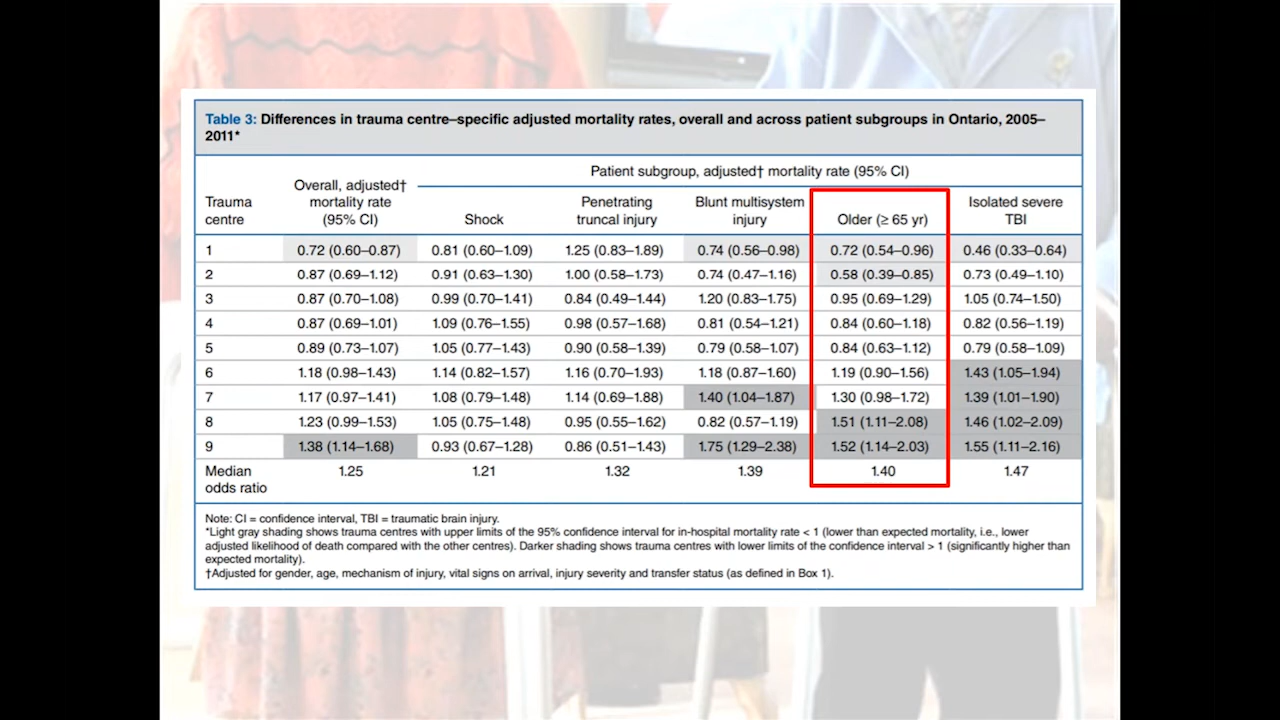 Table 3: Differences in trauma centre–specific adjusted mortality rates, overall and across patient subgroups in Ontario, 2005–
2011*
Patient subgroup, adjusted† mortality rate (95% CI)
Trauma centre Overall, adjusted† mortality rate (95% CI) Shock Penetrating truncal injury Blunt multisystem injury Older (≥ 65 yr) Isolated severe TBI
1 0.72 (0.60–0.87) 0.81 (0.60–1.09) 1.25 (0.83–1.89) 0.74 (0.56–0.98) 0.72 (0.54–0.96) 0.46 (0.33–0.64)
2 0.87 (0.69–1.12) 0.91 (0.63–1.30) 1.00 (0.58–1.73) 0.74 (0.47–1.16) 0.58 (0.39–0.85) 0.73 (0.49–1.10)
3 0.87 (0.70–1.08) 0.99 (0.70–1.41) 0.84 (0.49–1.44) 1.20 (0.83–1.75) 0.95 (0.69–1.29) 1.05 (0.74–1.50)
4 0.87 (0.69–1.01) 1.09 (0.76–1.55) 0.98 (0.57–1.68) 0.81 (0.54–1.21) 0.84 (0.60–1.18) 0.82 (0.56–1.19)
5 0.89 (0.73–1.07) 1.05 (0.77–1.43) 0.90 (0.58–1.39) 0.79 (0.58–1.07) 0.84 (0.63–1.12) 0.79 (0.58–1.09)
6 1.18 (0.98–1.43) 1.14 (0.82–1.57) 1.16 (0.70–1.93) 1.18 (0.87–1.60) 1.19 (0.90–1.56) 1.43 (1.05–1.94)
7 1.17 (0.97–1.41) 1.08 (0.79–1.48) 1.14 (0.69–1.88) 1.40 (1.04–1.87) 1.30 (0.98–1.72) 1.39 (1.01–1.90)
8 1.23 (0.99–1.53) 1.05 (0.75–1.48) 0.95 (0.55–1.62) 0.82 (0.57–1.19) 1.51 (1.11–2.08) 1.46 (1.02–2.09)
9 1.38 (1.14–1.68) 0.93 (0.67–1.28) 0.86 (0.51–1.43) 1.75 (1.29–2.38) 1.52 (1.14–2.03) 1.55 (1.11–2.16)
Median odds ratio 1.25 1.21 1.32 1.39 1.40 1.47
Note: CI = confidence interval, TBI = traumatic brain injury.
*Light gray shading shows trauma centres with upper limits of the 95% confidence interval for in-hospital mortality rate < 1 (lower than expected mortality, i.e., lower
adjusted likelihood of death compared with the other centres). Darker shading shows trauma centres with lower limits of the confidence interval > 1 (significantly higher than
expected mortality).
†Adjusted for gender, age, mechanism of injury, vital signs on arrival, injury severity and transfer status (as defined in Box 1).